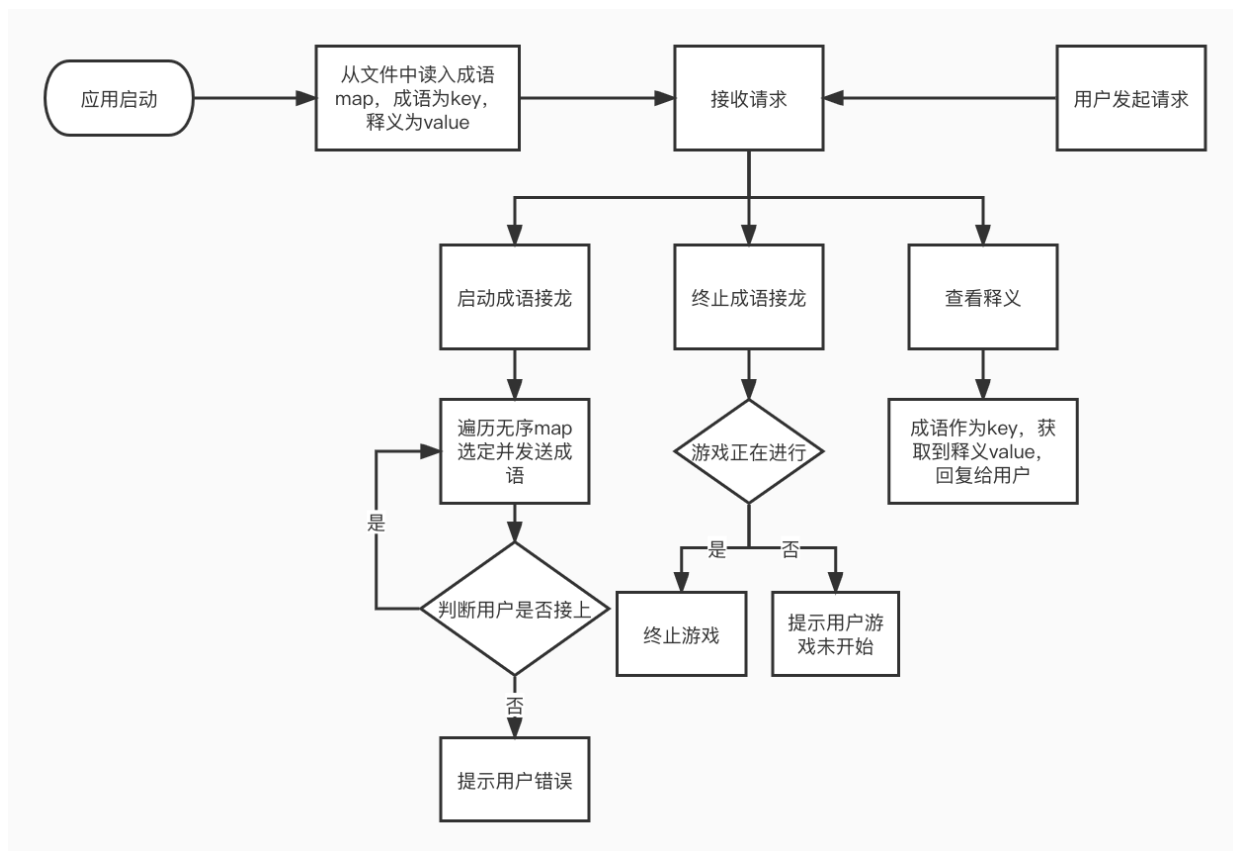 应用启动
从文件中读入成语
map，成语为key，
释义为value
接收请求
用户发起请求
启动成语接龙
终止成语接龙
查看释义
遍历无序map
选定并发送成
语
游戏正在进行
成语作为key，获
取到释义value，
回复给用户
是
是
否
判断用户是否接上
终止游戏
提示用户游
戏未开始
否
提示用户错误